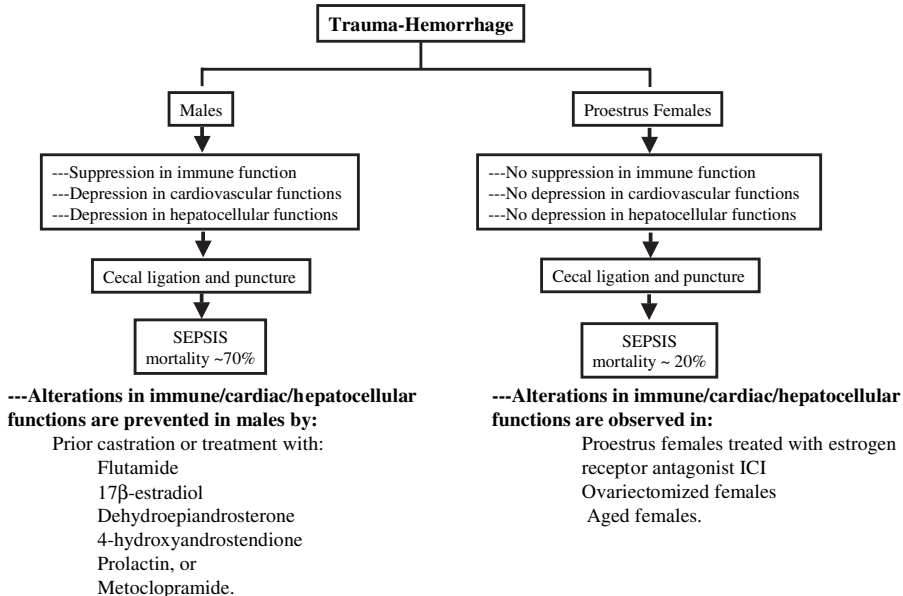 Trauma-Hemorrhage
Males
---Suppression in immune function
---Depression in cardiovascular functions
---Depression in hepatocellular functions
Cecal ligation and puncture
SEPSIS
mortality ~70%
---Alterations in immune/cardiac/hepatocellular
functions are prevented in males by:
Prior castration or treatment with:
Flutamide
17β-estradiol
Dehydroepiandrosterone
4-hydroxyandrostendione
Prolactin, or
Metoclopramide.
Proestrus Females
---No suppression in immune function
---No depression in cardiovascular functions
---No depression in hepatocellular functions
Cecal ligation and puncture
SEPSIS
mortality ~ 20%
---Alterations in immune/cardiac/hepatocellular
functions are observed in:
Proestrus females treated with estrogen
receptor antagonist ICI
Ovariectomized females
Aged females.